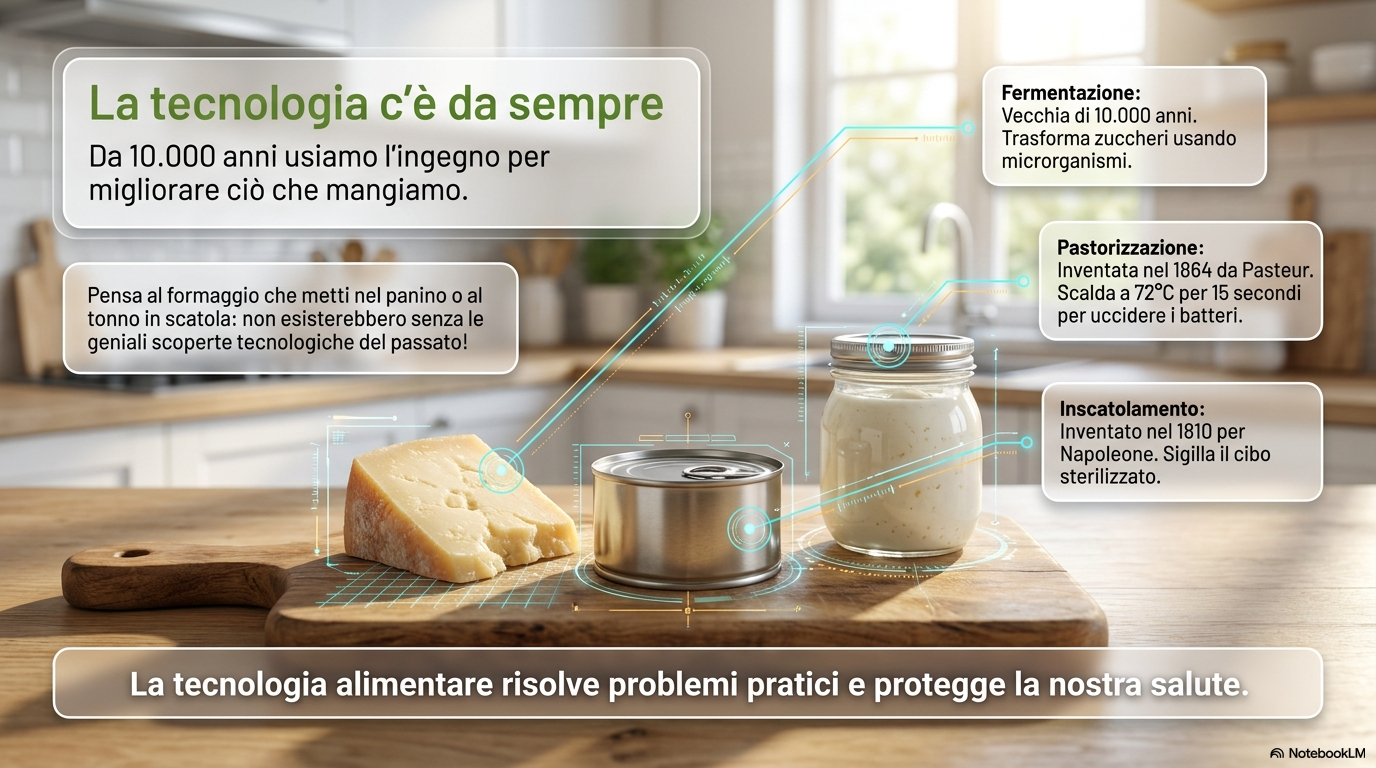 La tecnologia c'è da sempre
Da 10.000 anni usiamo l'ingegno per
migliorare ciò che mangiamo.
Pensa al formaggio che metti nel panino o al
tonno in scatola: non esisterebbero senza le
geniali scoperte tecnologiche del passato!
Fermentazione:
Vecchia di 10.000 anni.
Trasforma zuccheri usando
microrganismi.
Pastorizzazione:
Inventata nel 1864 da Pasteur.
Scalda a 72°C per 15 secondi
per uccidere i batteri.
Inscatolamento:
Inventato nel 1810 per
Napoleone. Sigilla il cibo
sterilizzato.
La tecnologia alimentare risolve problemi pratici e protegge la nostra salute.
NotebookLM